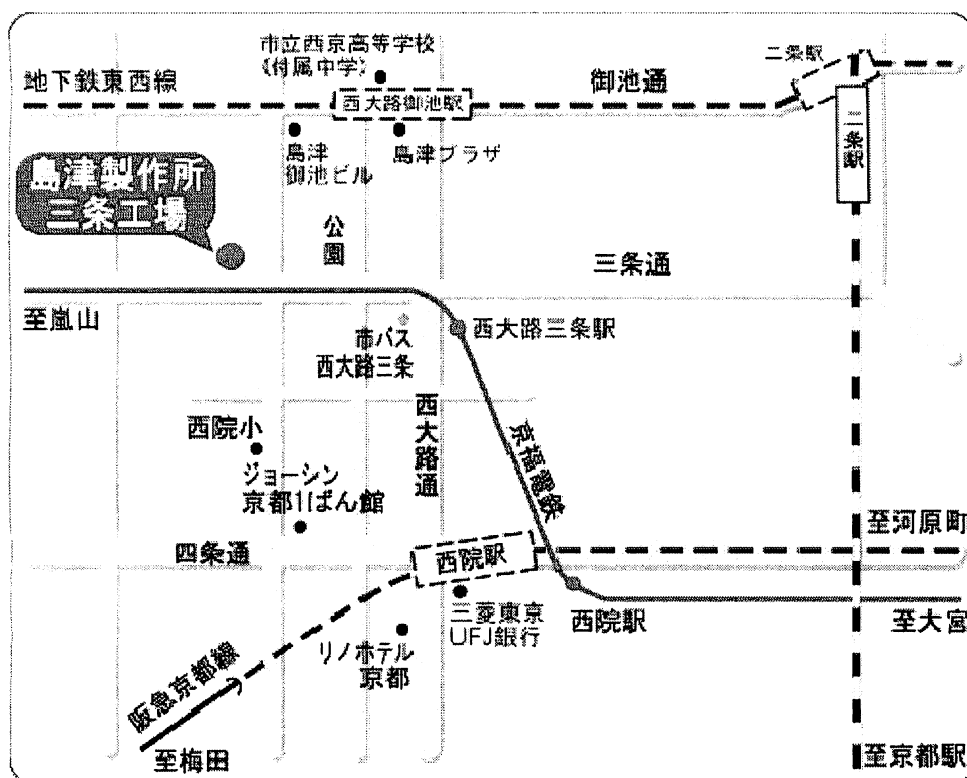 市立西京高等学校
(付属中学)
二条駅
地下鉄東西線
西大路御池駅
御池通
二条駅
島津
御池ビル
島津プラザ
島津製作所
三条工場
公園
三条通
至嵐山
市バス
西大路三条
西大路三条駅
西大路通
西院小
京福電鉄
ジョーシン
京都1ばん館
至河原町
四条通
西院駅
三菱東京
UFJ銀行
西院駅
至大宮
リノホテル
京都
阪急京都線
至梅田
至京都駅